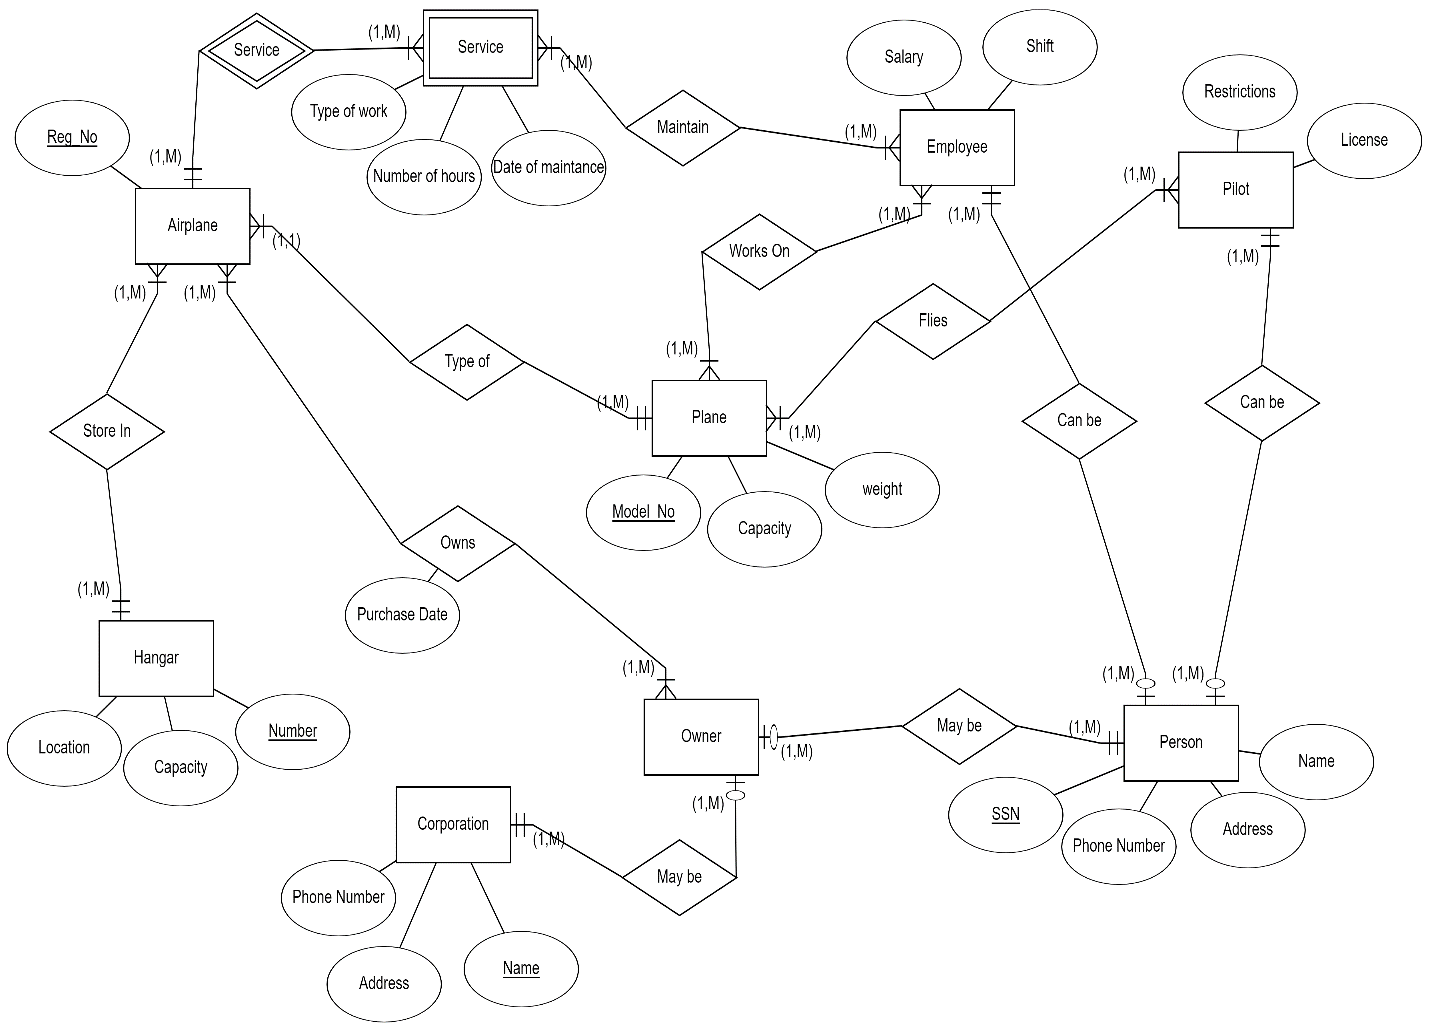 (1,M)
Service
Service
(1,M)
Salary
Shift
Restrictions
Type of work
Maintain
(1,M)
Employee
License
Reg_No
(1,M)
Number of hours
Date of maintance
(1,M)
Pilot
Airplane
(1,1)
(1,M)
(1,M)
Works On
(1,M)
(1,M)
(1,M)
Flies
(1,M)
Type of
(1,M)
Plane
(1,M)
Can be
Can be
Store In
Model_No
Capacity
weight
Owns
Purchase Date
(1,M)
Hangar
(1,M)
(1,M)
(1,M)
Location
Capacity
Number
Owner
(1,M)
May be
(1,M)
Person
Name
(1,M)
SSN
Phone Number
Address
Corporation
(1,M)
May be
Phone Number
Address
Name